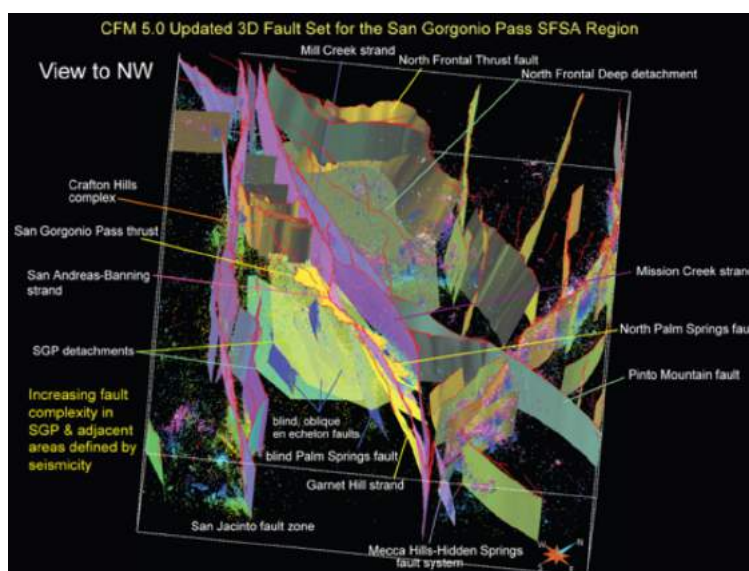 CFM 5.0 Updated 3D Fault Set for the San Gorgonio Pass SFSA Region
View to NW
Mill Creek strand
North Frontal Thrust fault
North Frontal Deep detachment
Crafton Hills
complex
San Gorgonio Pass thrust
San Andreas-Banning
strand
SGP detachments
Increasing fault
complexity in
SGP & adjacent
areas defined by
seismicity
Mission Creek strand
North Palm Springs fau
Pinto Mountain fault
blind, oblique
en echelon faults
blind Palm Springs fault
Garnet Hill strand
San Jacinto fault zone
Mecca Hills-Hidden Springs
fault system
W N
S E